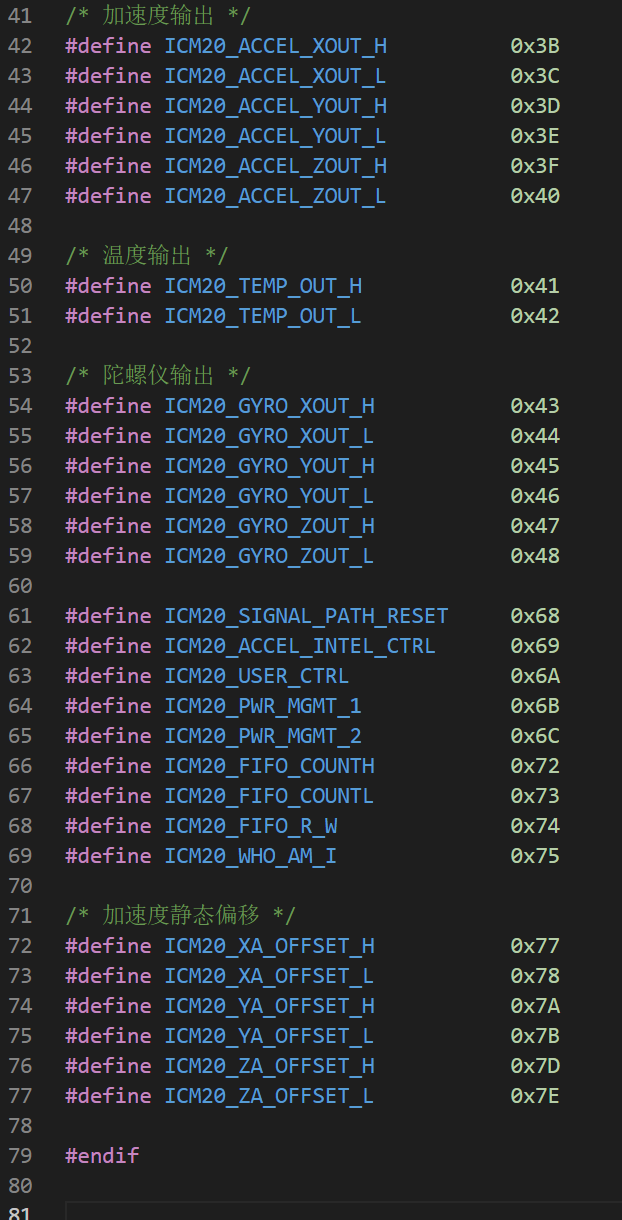 41 /* 加速度输出 */
42 #define ICM20_ACCEL_XOUT_H 0x3B
43 #define ICM20_ACCEL_XOUT_L 0x3C
44 #define ICM20_ACCEL_YOUT_H 0x3D
45 #define ICM20_ACCEL_YOUT_L 0x3E
46 #define ICM20_ACCEL_ZOUT_H 0x3F
47 #define ICM20_ACCEL_ZOUT_L 0x40
48
49 /* 温度输出 */
50 #define ICM20_TEMP_OUT_H 0x41
51 #define ICM20_TEMP_OUT_L 0x42
52
53 /* 陀螺仪输出 */
54 #define ICM20_GYRO_XOUT_H 0x43
55 #define ICM20_GYRO_XOUT_L 0x44
56 #define ICM20_GYRO_YOUT_H 0x45
57 #define ICM20_GYRO_YOUT_L 0x46
58 #define ICM20_GYRO_ZOUT_H 0x47
59 #define ICM20_GYRO_ZOUT_L 0x48
60
61 #define ICM20_SIGNAL_PATH_RESET 0x68
62 #define ICM20_ACCEL_INTEL_CTRL 0x69
63 #define ICM20_USER_CTRL 0x6A
64 #define ICM20_PWR_MGMT_1 0x6B
65 #define ICM20_PWR_MGMT_2 0x6C
66 #define ICM20_FIFO_COUNTH 0x72
67 #define ICM20_FIFO_COUNTL 0x73
68 #define ICM20_FIFO_R_W 0x74
69 #define ICM20_WHO_AM_I 0x75
70
71 /* 加速度静态偏移 */
72 #define ICM20_XA_OFFSET_H 0x77
73 #define ICM20_XA_OFFSET_L 0x78
74 #define ICM20_YA_OFFSET_H 0x7A
75 #define ICM20_YA_OFFSET_L 0x7B
76 #define ICM20_ZA_OFFSET_H 0x7D
77 #define ICM20_ZA_OFFSET_L 0x7E
78
79 #endif
80
81